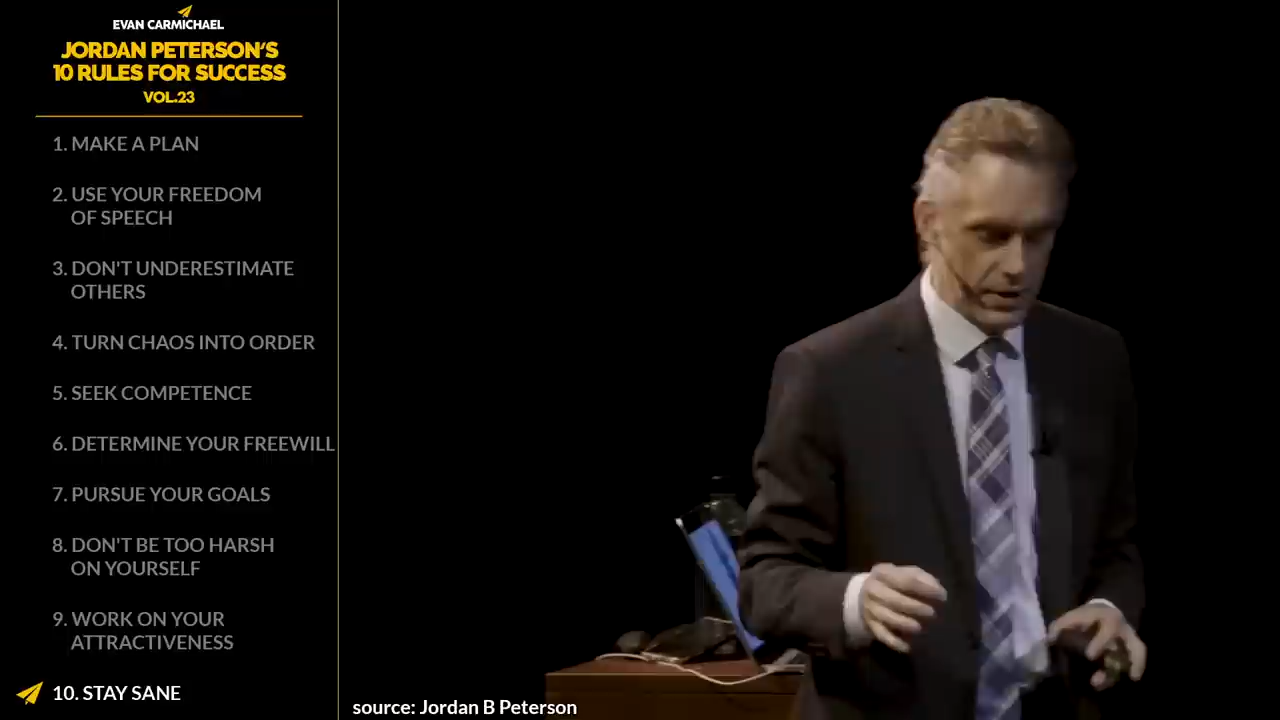 EVAN CARMICHAEL
JORDAN PETERSON'S
10 RULES FOR SUCCESS
VOL.23
1. MAKE A PLAN
2. USE YOUR FREEDOM
OF SPEECH
3. DON'T UNDERESTIMATE
OTHERS
4. TURN CHAOS INTO ORDER
5. SEEK COMPETENCE
6. DETERMINE YOUR FREEWILL
7. PURSUE YOUR GOALS
8. DON'T BE TOO HARSH
ON YOURSELF
9. WORK ON YOUR
ATTRACTIVENESS
10. STAY SANE
source: Jordan B Peterson